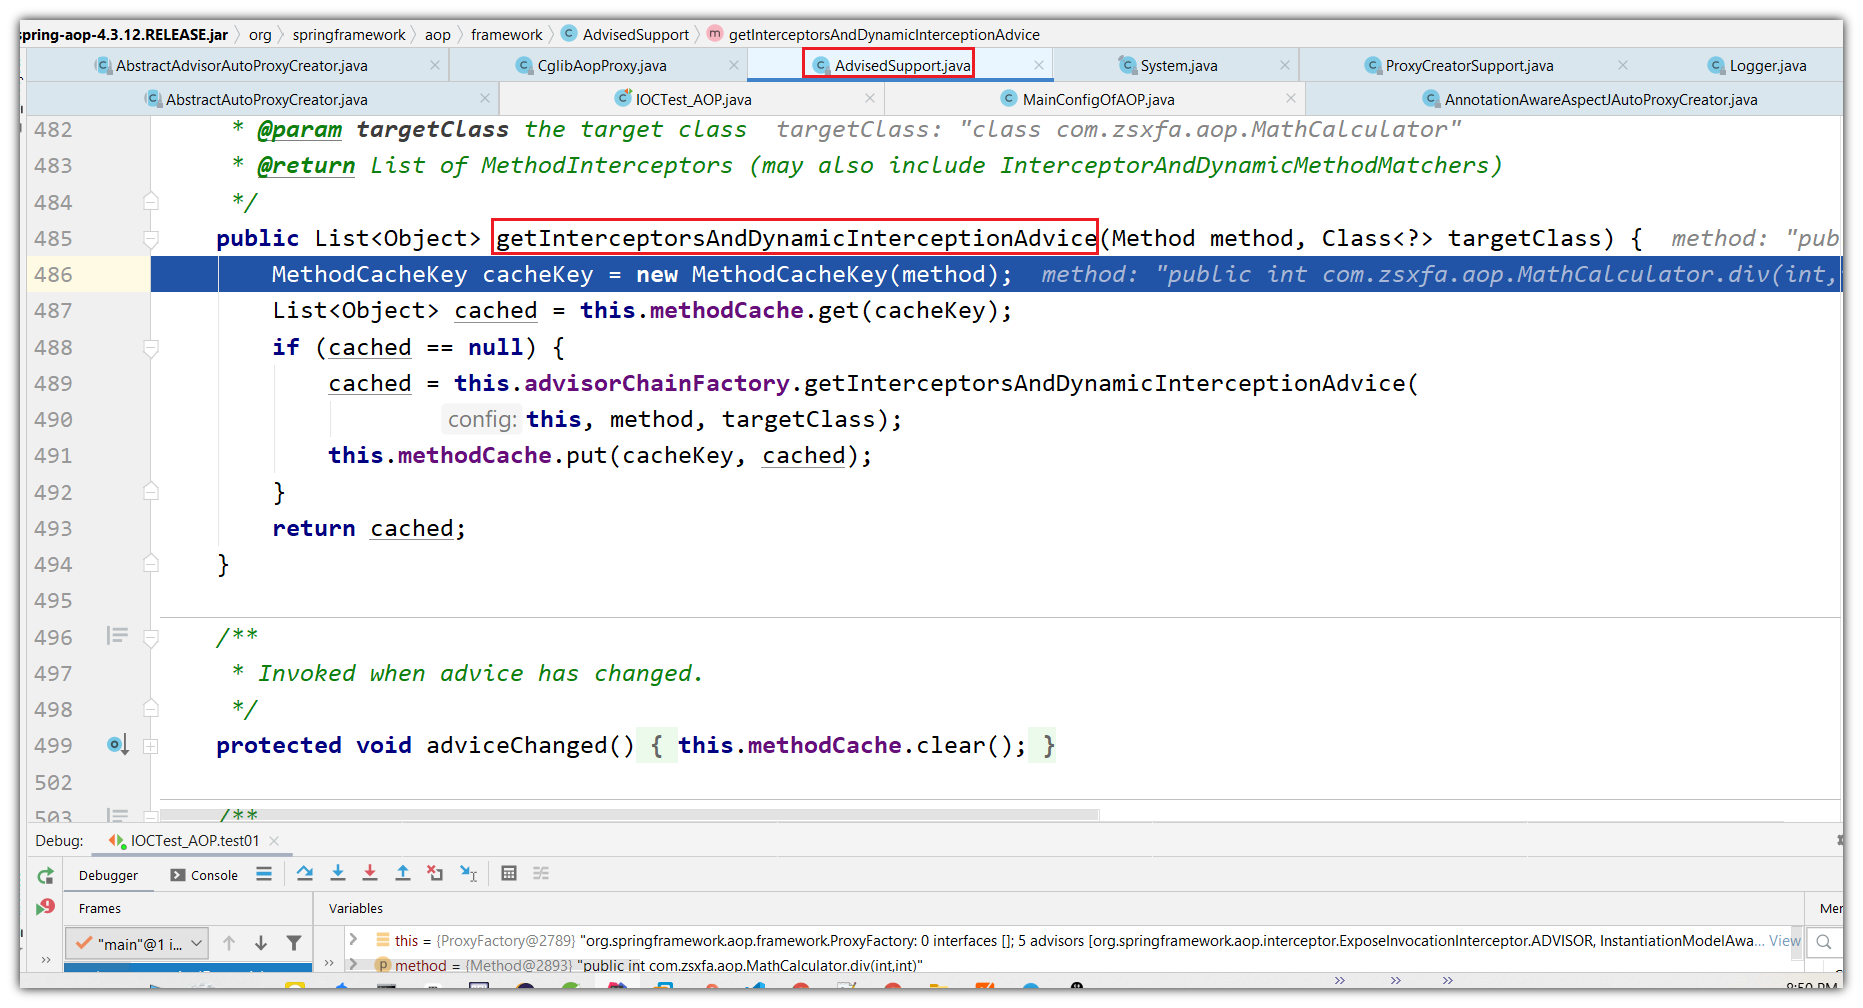 spring-aop-4.3.12.RELEASE.jar org springframework aop framework AdvisedSupport getInterceptorsAndDynamicInterceptionAdvice
AbstractAdvisorAutoProxyCreator.java CglibAopProxy.java AdvisedSupport.java System.java ProxyCreatorSupport.java Logger.java
AbstractAutoProxyCreator.java IOCTest_AOP.java MainConfigOfAOP.java AnnotationAwareAspectJAutoProxyCreator.java
482 * @param targetClass the target class targetClass: "class com.zsxfa.aop.MathCalculator"
483 * @return List of MethodInterceptors (may also include InterceptorAndDynamicMethodMatchers)
484 */
485 public List<Object> getInterceptorsAndDynamicInterceptionAdvice(Method method, Class<?> targetClass) { method: "pub
486 MethodCacheKey cacheKey = new MethodCacheKey(method); method: "public int com.zsxfa.aop.MathCalculator.div(int,
487 List<Object> cached = this.methodCache.get(cacheKey);
488 if (cached == null) {
489 cached = this.advisorChainFactory.getInterceptorsAndDynamicInterceptionAdvice(
490 config: this, method, targetClass);
491 this.methodCache.put(cacheKey, cached);
492 }
493 return cached;
494 }
495
496 /**
497 * Invoked when advice has changed.
498 */
499 protected void adviceChanged() { this.methodCache.clear(); }
502
503 /**
Debug: IOCTest_AOP.test01
Debugger Console
Frames Variables
"main"@1 i... this = {ProxyFactory@2789} "org.springframework.aop.framework.ProxyFactory: 0 interfaces []; 5 advisors [org.springframework.aop.interceptor.ExposeInvocationInterceptor.ADVISOR, InstantiationModelAwa... View
method = {Method@2893} "public int com.zsxfa.aop.MathCalculator.div(int,int)"
8:50 PM